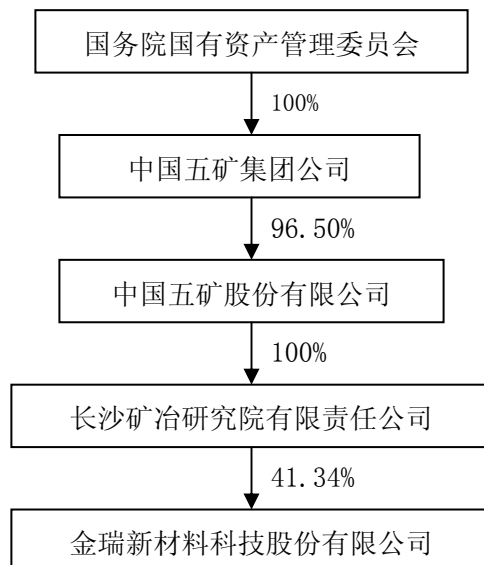 国务院国有资产管理委员会
100%
中国五矿集团公司
96.50%
中国五矿股份有限公司
100%
长沙矿冶研究院有限责任公司
41.34%
金瑞新材料科技股份有限公司